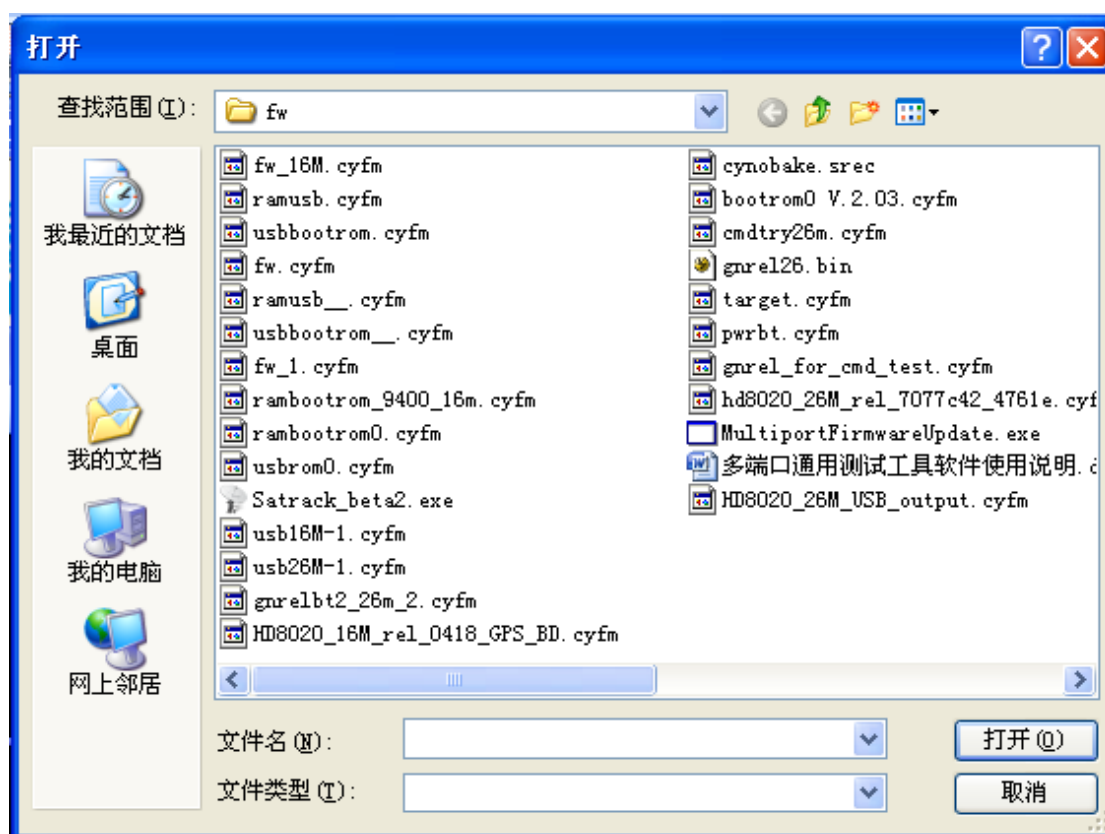 打开
查找范围(I):
fw
我最近的文档
桌面
我的文档
我的电脑
网上邻居
fw_16M.cyfm
ramusb.cyfm
usbbootrom.cyfm
fw.cyfm
ramusb__.cyfm
usbbootrom__.cyfm
fw_1.cyfm
rambootrom_9400_16m.cyfm
rambootrom0.cyfm
usbrom0.cyfm
Satrack_beta2.exe
usb16M-1.cyfm
usb26M-1.cyfm
gnrelbt2_26m_2.cyfm
HD8020_16M_rel_0418_GPS_BD.cyfm
cynobake.srec
bootrom0 V.2.03.cyfm
cmdtry26m.cyfm
gnrel26.bin
target.cyfm
pwrbt.cyfm
gnrel_for_cmd_test.cyfm
hd8020_26M_rel_7077c42_4761e.cyf
MultiportFirmwareUpdate.exe
多端口通用测试工具软件使用说明.
HD8020_26M_USB_output.cyfm
文件名(N):
打开(O)
文件类型(T):
取消